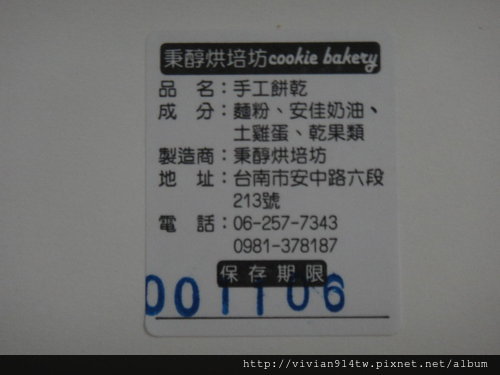 秉醇烘培坊cookie bakery
品　名：手工餅乾
成　分：麵粉、安佳奶油、
土雞蛋、乾果類
製造商：秉醇烘培坊
地　址：台南市安中路六段
213號
電　話：06-257-7343
0981-378187
保存期限
001106
http://vivian914tw.pixnet.net/album